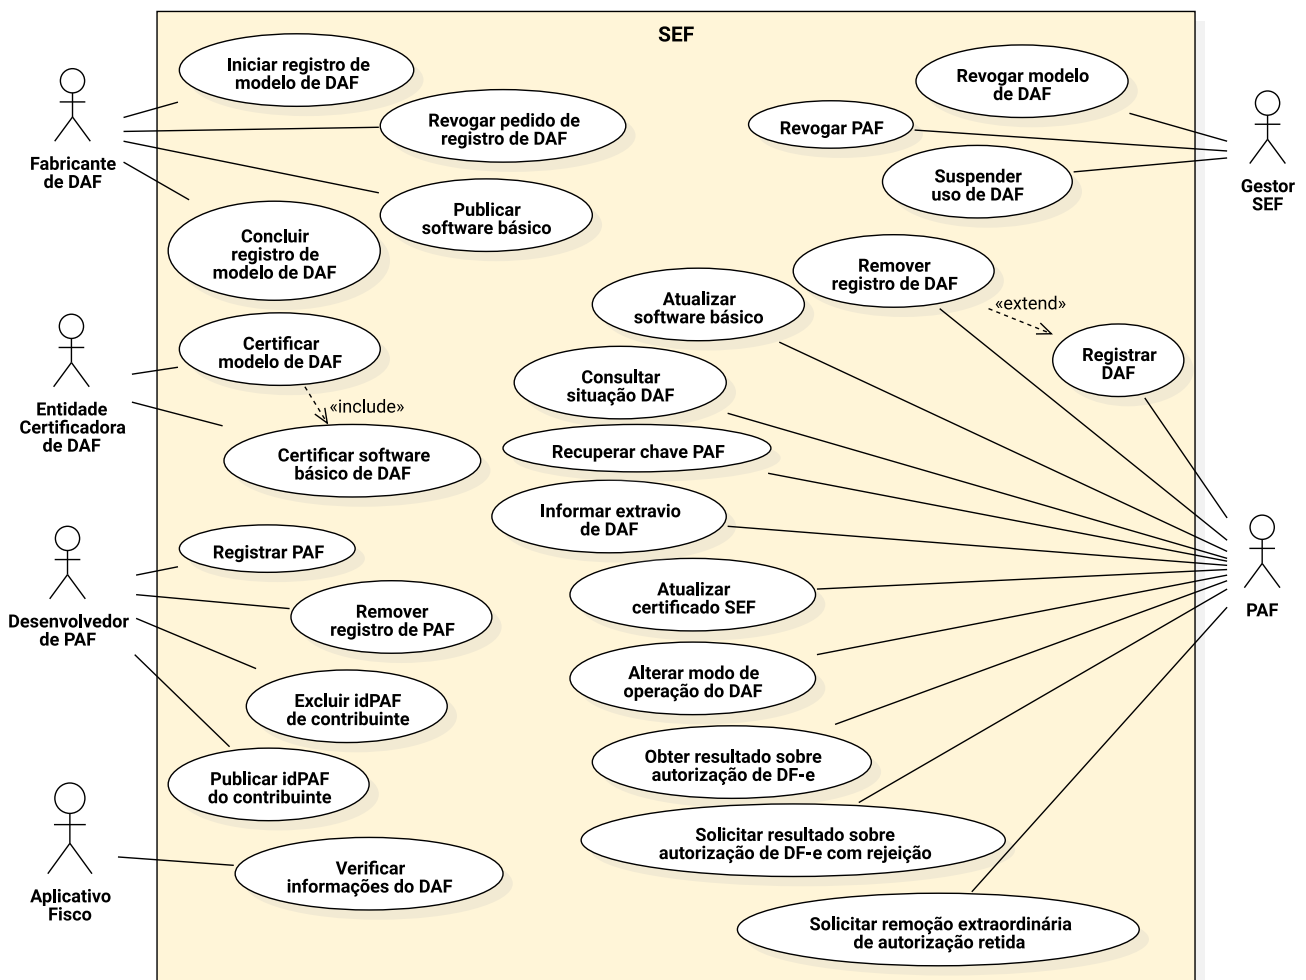 SEF
Iniciar registro de
modelo de DAF
Revogar pedido de
registro de DAF
Publicar
software básico
Concluir
registro de
modelo de DAF
Fabricante
de DAF
Revogar modelo
de DAF
Revogar PAF
Suspender
uso de DAF
Gestor
SEF
Remover
registro de DAF
«extend»
Registrar
DAF
Atualizar
software básico
Certificar
modelo de DAF
«include»
Certificar software
básico de DAF
Entidade
Certificadora
de DAF
Consultar
situação DAF
Recuperar chave PAF
Informar extravio
de DAF
Registrar PAF
Remover
registro de PAF
Excluir idPAF
de contribuinte
Publicar idPAF
do contribuinte
Desenvolvedor
de PAF
Atualizar
certificado SEF
PAF
Alterar modo de
operação do DAF
Obter resultado sobre
autorização de DF-e
Solicitar resultado sobre
autorização de DF-e com rejeição
Verificar
informações do DAF
Aplicativo
Fisco
Solicitar remoção extraordinária
de autorização retida